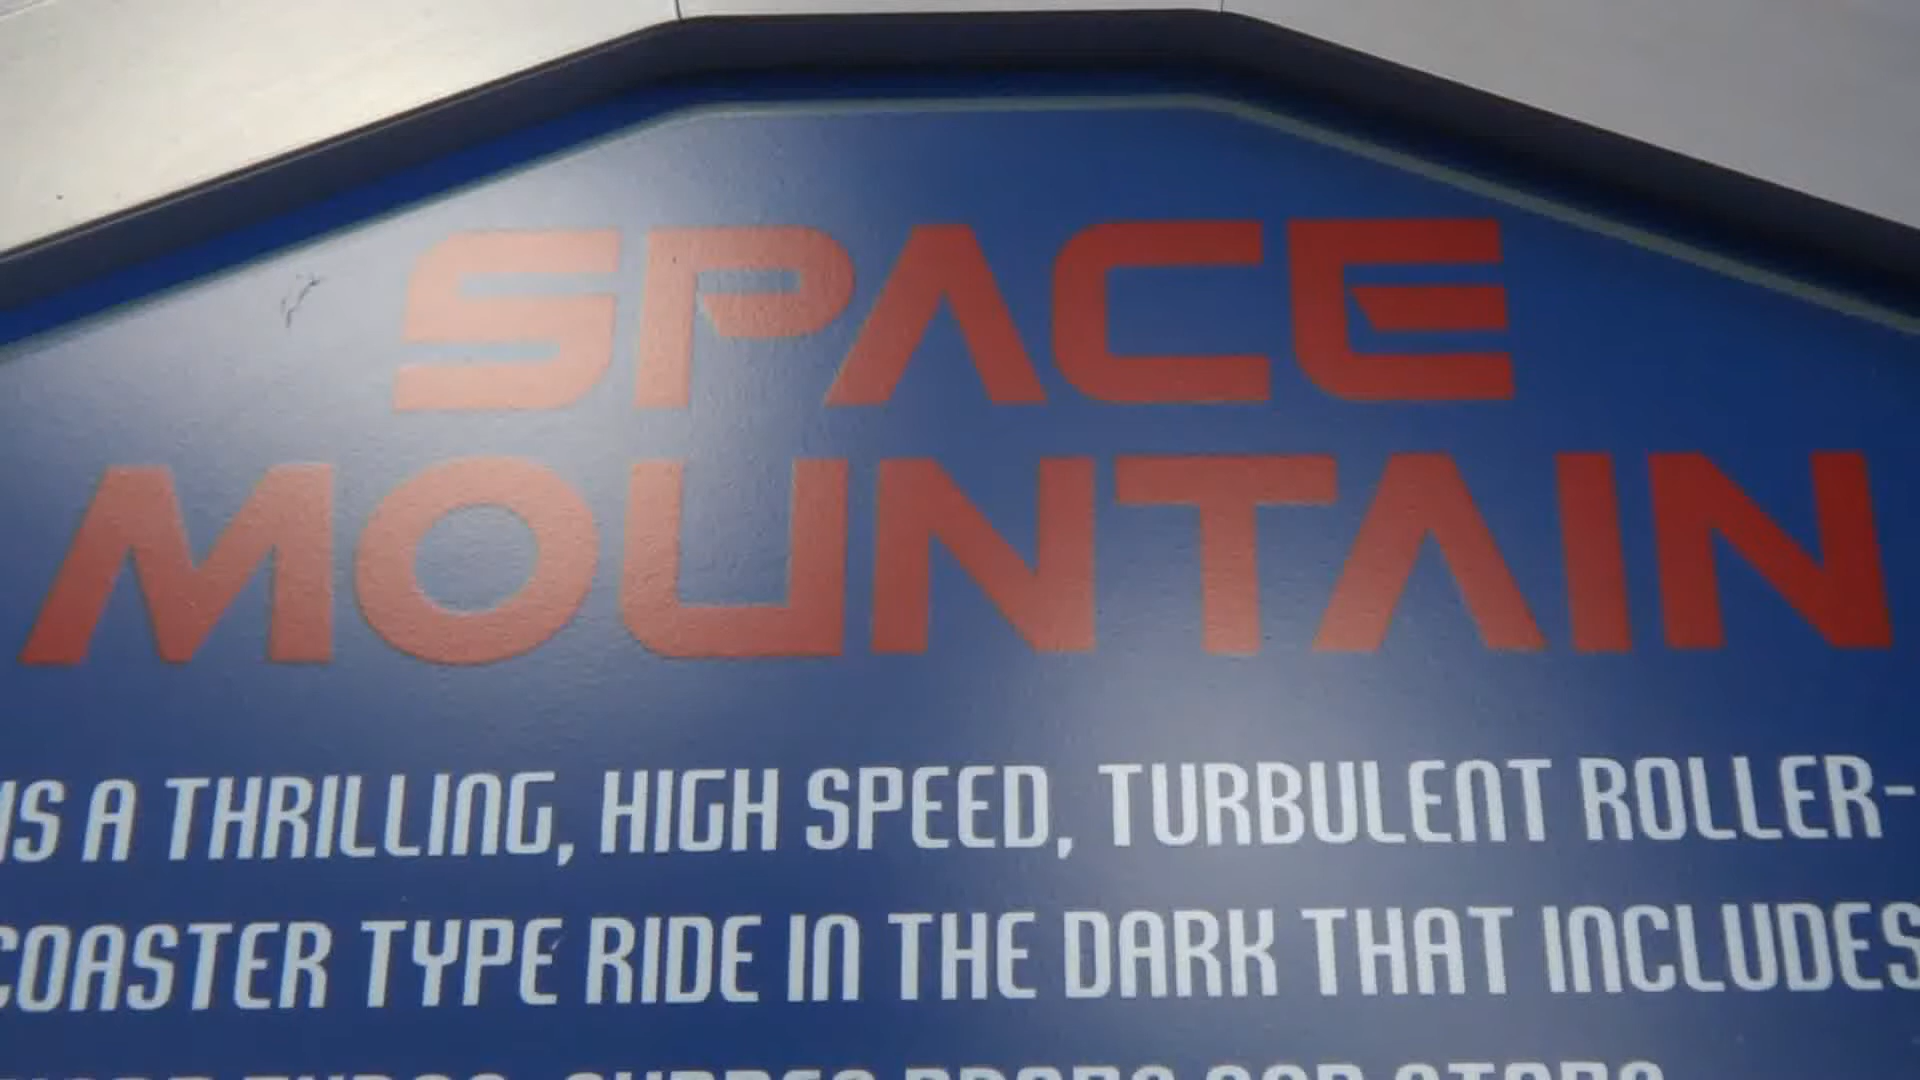 SPACE
MOUNTAIN
IS A THRILLING, HIGH SPEED, TURBULENT ROLLER-
COASTER TYPE RIDE IN THE DARK THAT INCLUDES